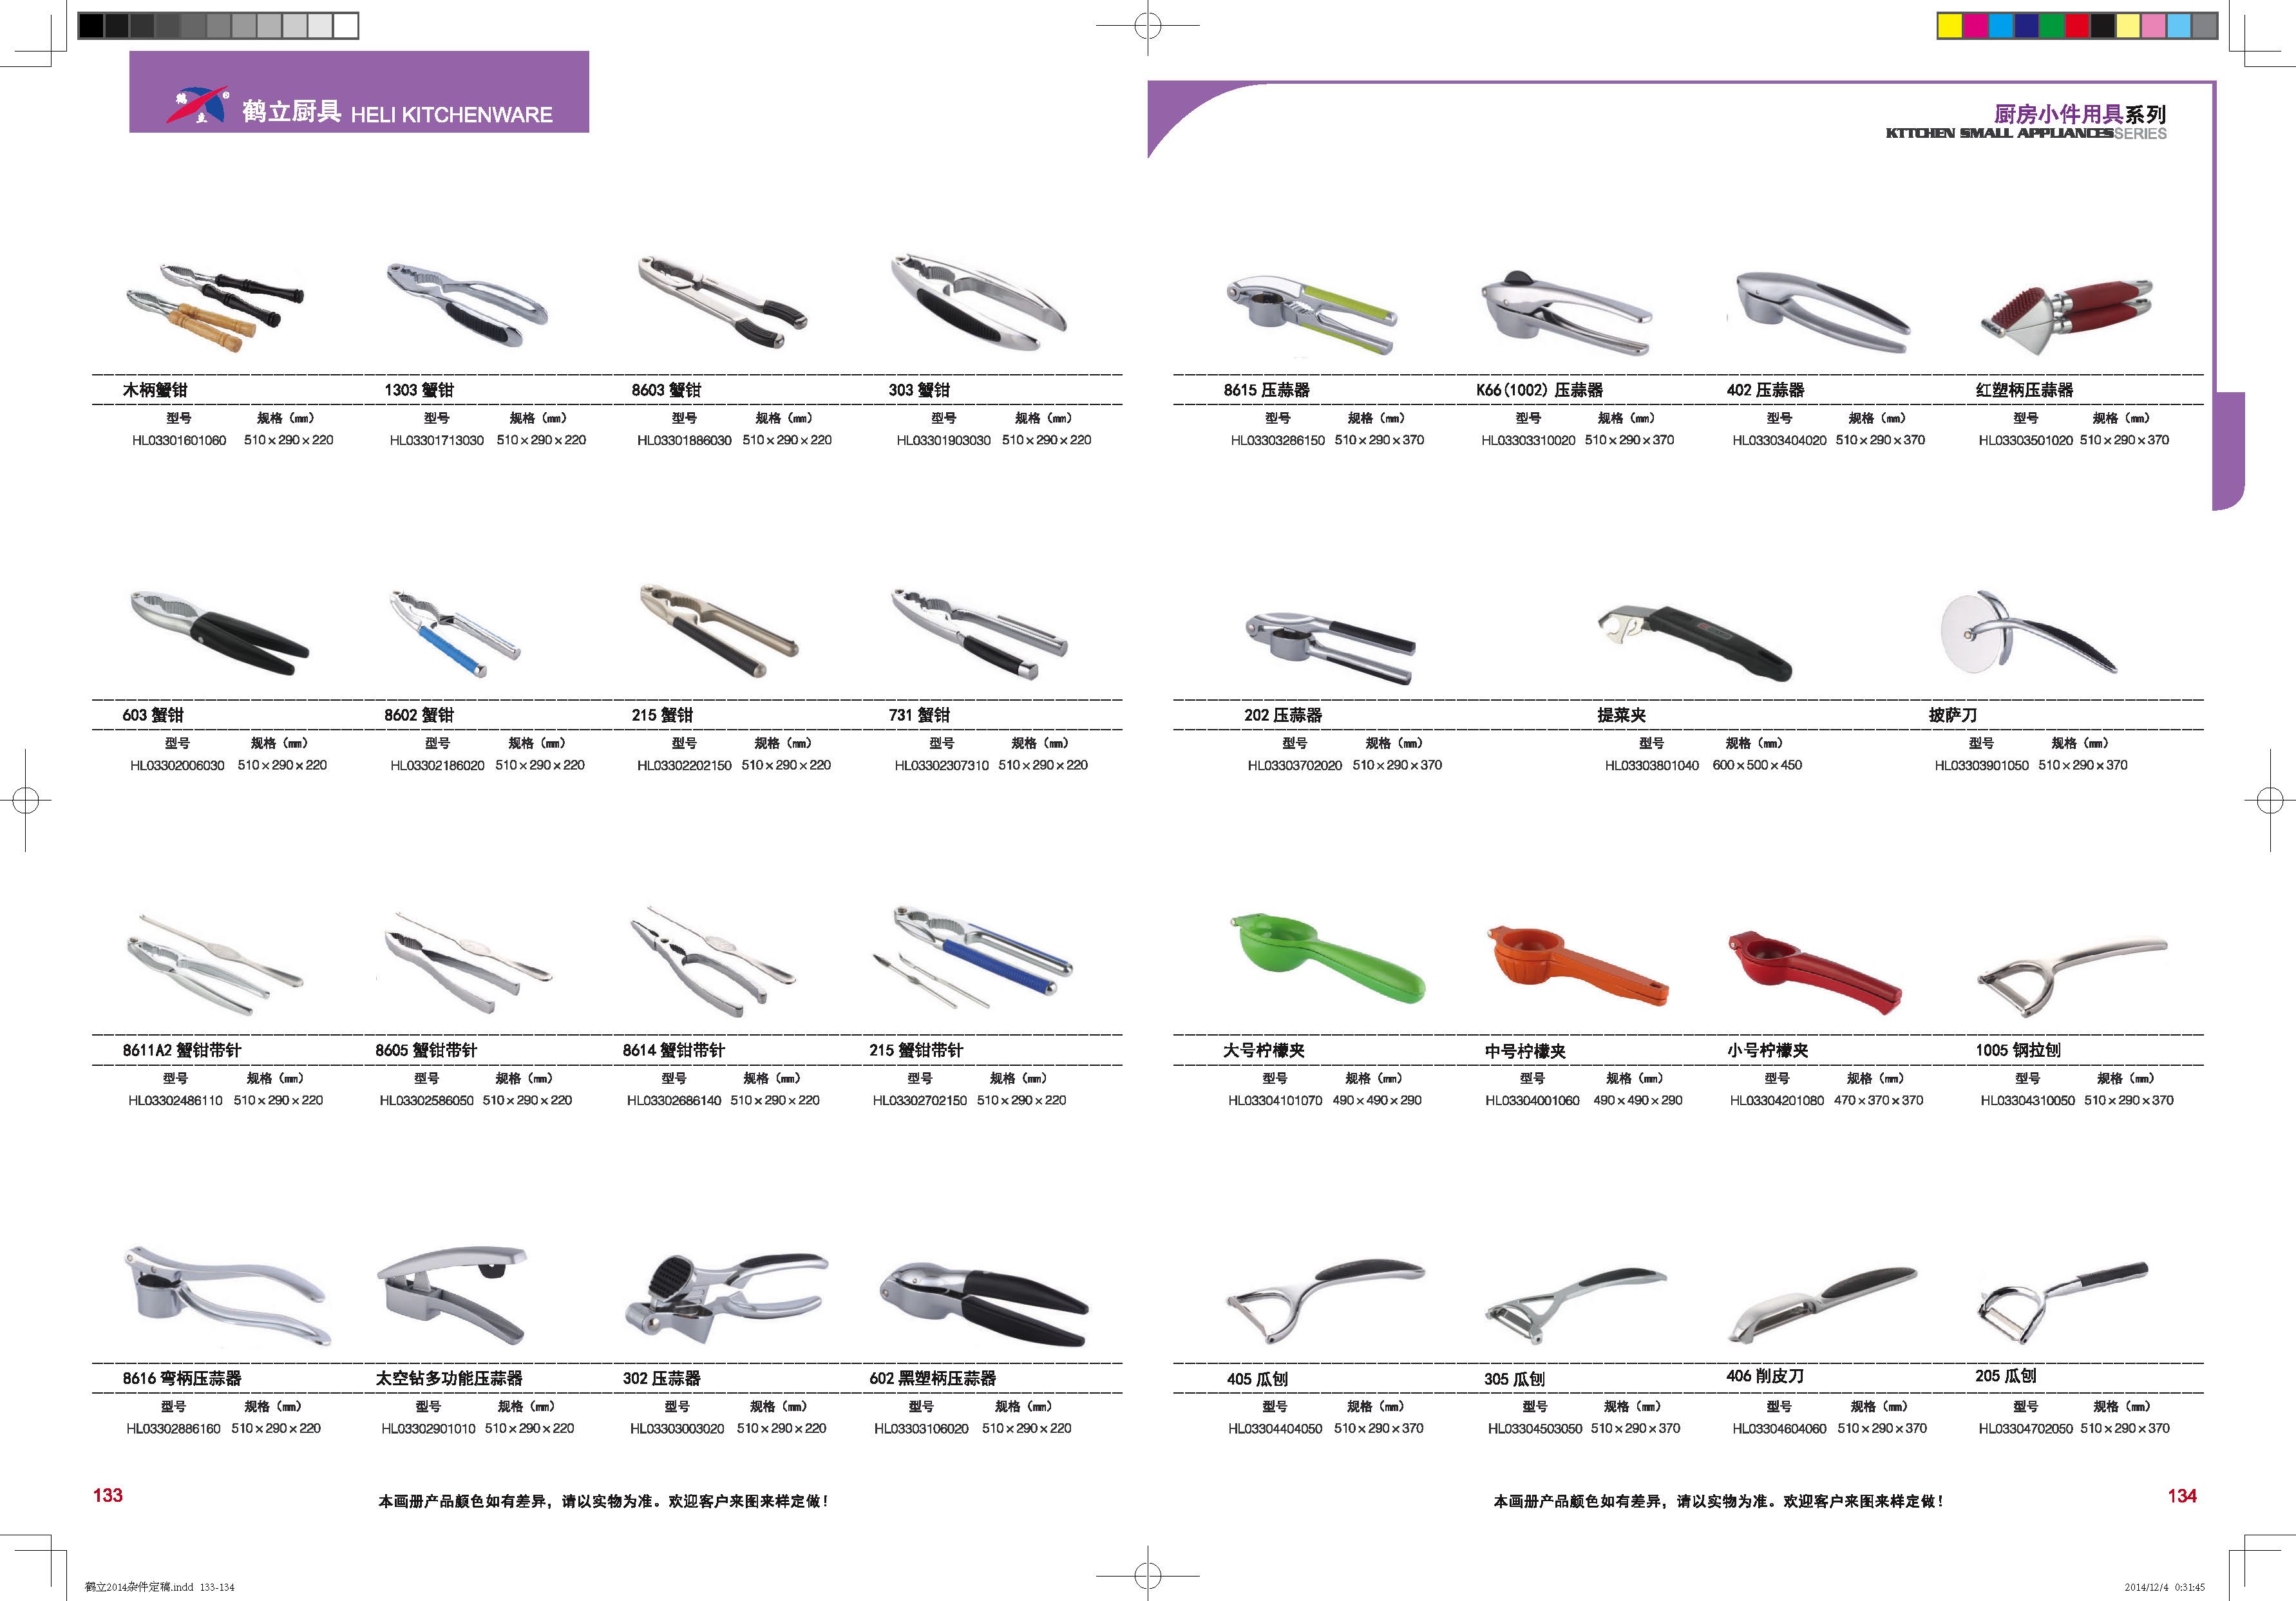 鹤立厨具 HELI KITCHENWARE
鹤立®
厨房小件用具系列
KTTCHEN SMALL APPLIANCESSERIES
木柄蟹钳 1303 蟹钳 8603 蟹钳 303 蟹钳
型号 规格（mm） 型号 规格（mm） 型号 规格（mm） 型号 规格（mm）
HL03301601060 510×290×220 HL03301713030 510×290×220 HL03301886030 510×290×220 HL03301903030 510×290×220
603 蟹钳 8602 蟹钳 215 蟹钳 731 蟹钳
型号 规格（mm） 型号 规格（mm） 型号 规格（mm） 型号 规格（mm）
HL03302006030 510×290×220 HL03302186020 510×290×220 HL03302202150 510×290×220 HL03302307310 510×290×220
8611A2 蟹钳带针 8605 蟹钳带针 8614 蟹钳带针 215 蟹钳带针
型号 规格（mm） 型号 规格（mm） 型号 规格（mm） 型号 规格（mm）
HL03302486110 510×290×220 HL03302586050 510×290×220 HL03302686140 510×290×220 HL03302702150 510×290×220
8616 弯柄压蒜器 太空钻多功能压蒜器 302 压蒜器 602 黑塑柄压蒜器
型号 规格（mm） 型号 规格（mm） 型号 规格（mm） 型号 规格（mm）
HL03302886160 510×290×220 HL03302901010 510×290×220 HL03303003020 510×290×220 HL03303106020 510×290×220
133
本画册产品颜色如有差异，请以实物为准。欢迎客户来图来样定做！
8615 压蒜器 K66(1002) 压蒜器 402 压蒜器 红塑柄压蒜器
型号 规格（mm） 型号 规格（mm） 型号 规格（mm） 型号 规格（mm）
HL03303286150 510×290×370 HL03303310020 510×290×370 HL03303404020 510×290×370 HL03303501020 510×290×370
202 压蒜器 提菜夹 披萨刀
型号 规格（mm） 型号 规格（mm） 型号 规格（mm）
HL03303702020 510×290×370 HL03303801040 600×500×450 HL03303901050 510×290×370
大号柠檬夹 中号柠檬夹 小号柠檬夹 1005 钢拉刨
型号 规格（mm） 型号 规格（mm） 型号 规格（mm） 型号 规格（mm）
HL03304101070 490×490×290 HL03304001060 490×490×290 HL03304201080 470×370×370 HL03304310050 510×290×370
405 瓜刨 305 瓜刨 406 削皮刀 205 瓜刨
型号 规格（mm） 型号 规格（mm） 型号 规格（mm） 型号 规格（mm）
HL03304404050 510×290×370 HL03304503050 510×290×370 HL03304604060 510×290×370 HL03304702050 510×290×370
本画册产品颜色如有差异，请以实物为准。欢迎客户来图来样定做！
134
鹤立2014杂件定稿.indd 133-134
2014/12/4 0:31:45